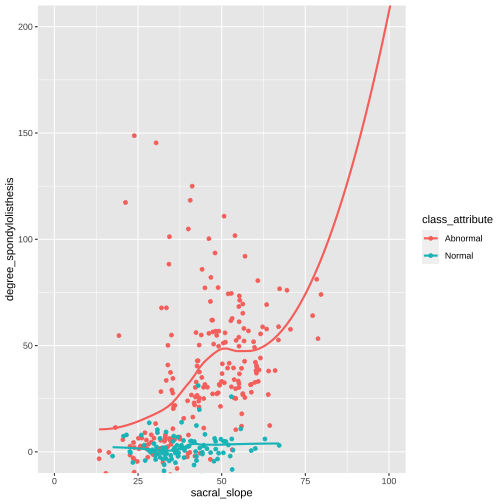 200
150
100
50
0
0
25
50
75
100
sacral_slope
degree_spondylolisthesis
class_attribute
Abnormal
Normal